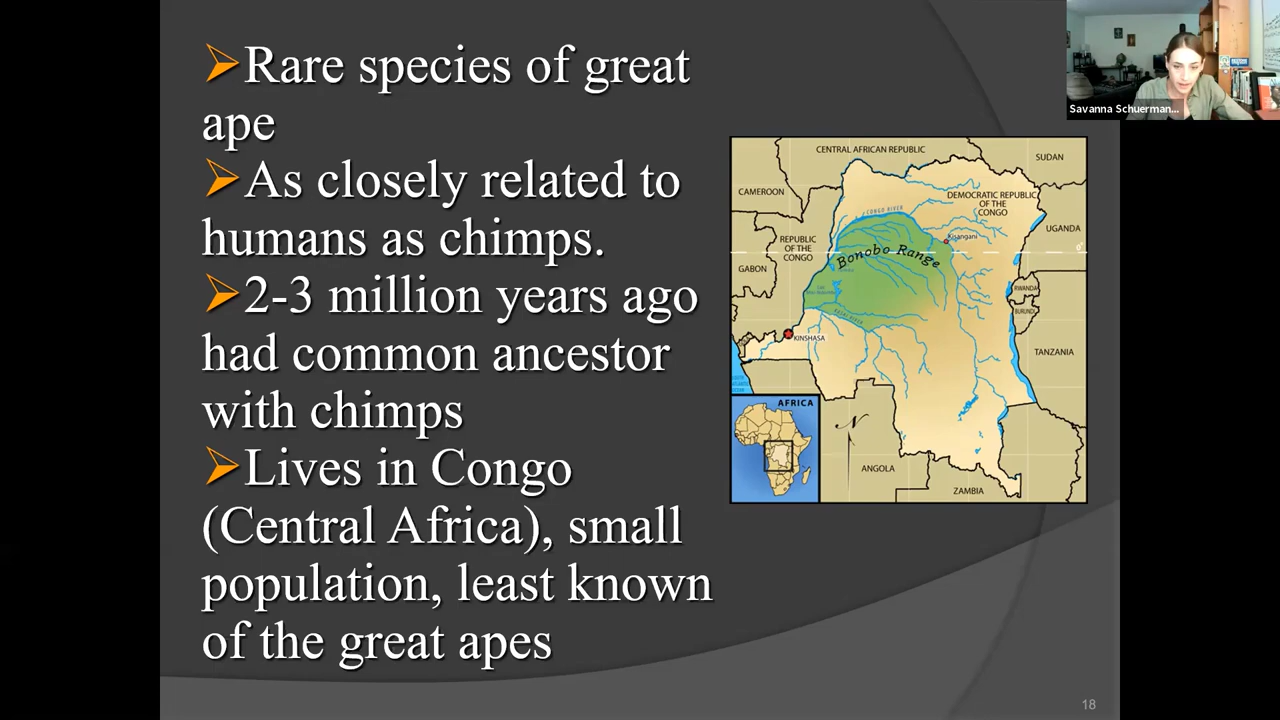 ➢Rare species of great
ape
➢As closely related to
humans as chimps.
➢2-3 million years ago
had common ancestor
with chimps
➢Lives in Congo
(Central Africa), small
population, least known
of the great apes
Savanna Schuerman...
CENTRAL AFRICAN REPUBLIC
SUDAN
CAMEROON
DEMOCRATIC REPUBLIC
OF THE
CONGO
CONGO RIVER
UGANDA
REPUBLIC
OF THE
CONGO
Kisangani
0°
Bonobo Range
GABON
RWANDA
BURUNDI
KASAI RIVER
KINSHASA
TANZANIA
AFRICA
N
ANGOLA
ZAMBIA
18